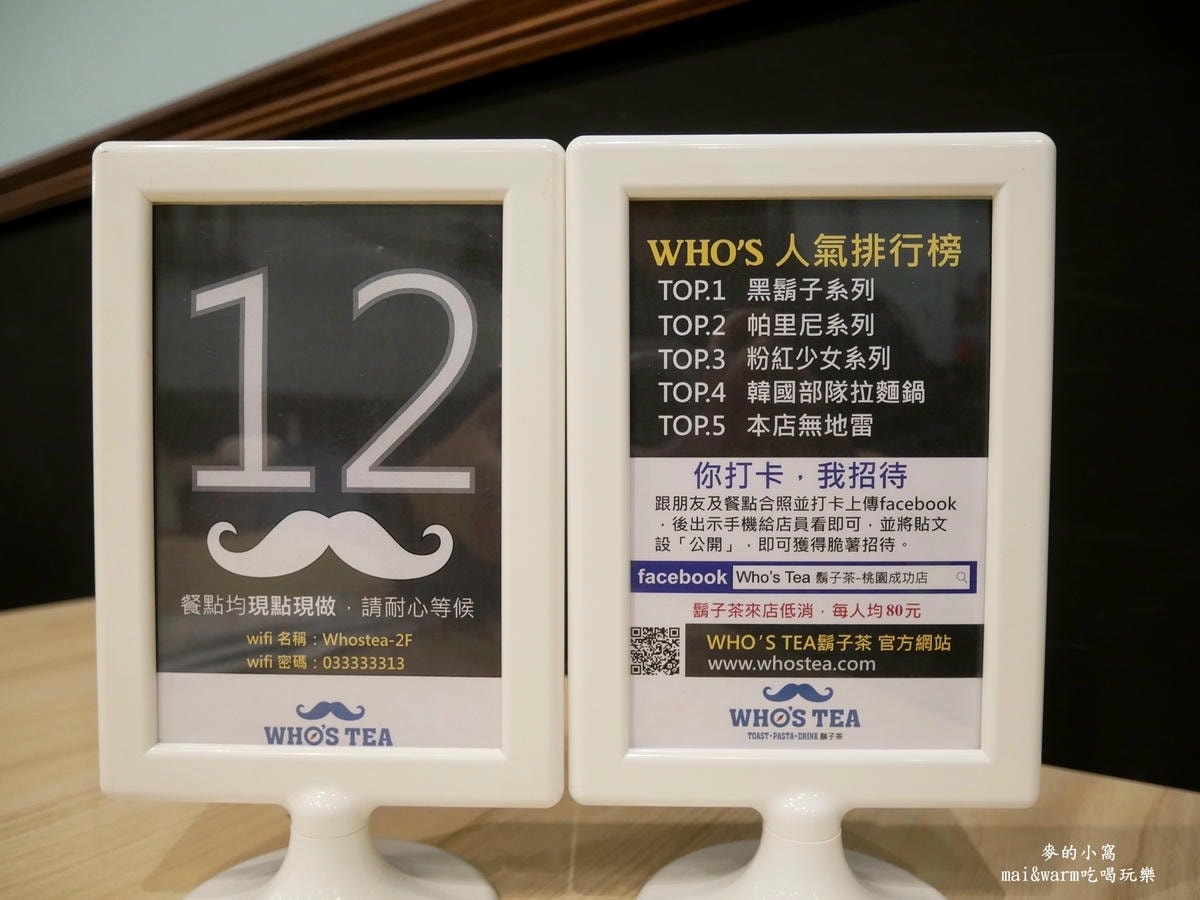 12
餐點均現點現做，請耐心等候
wifi 名稱：Whostea-2F
wifi 密碼：033333313
WHO'S TEA
WHO'S 人氣排行榜
TOP.1 黑鬍子系列
TOP.2 帕里尼系列
TOP.3 粉紅少女系列
TOP.4 韓國部隊拉麵鍋
TOP.5 本店無地雷
你打卡，我招待
跟朋友及餐點合照並打卡上傳facebook
，後出示手機給店員看即可，並將貼文
設「公開」，即可獲得脆薯招待。
facebook Who's Tea 鬍子茶-桃園成功店
鬍子茶來店低消，每人均80元
WHO'S TEA鬍子茶 官方網站
www.whostea.com
WHO'S TEA
TOAST·PASTA·DRINK 鬍子茶
麥的小窩
mai&warm吃喝玩樂